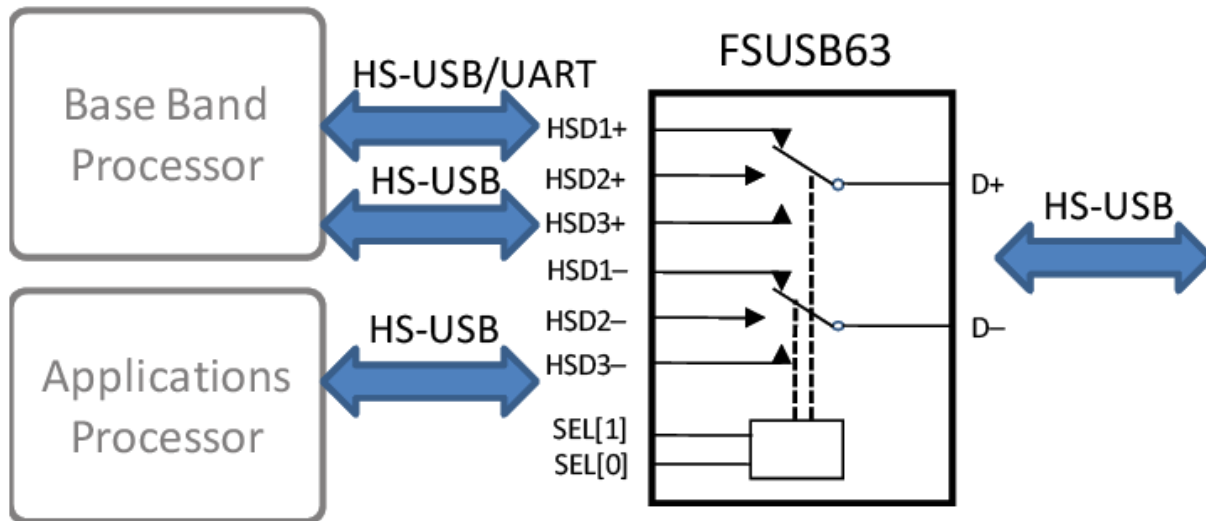 Base Band
Processor
HS-USB/UART
HS-USB
Applications
Processor
HS-USB
FSUSB63
HSD1+
HSD2+
HSD3+
HSD1–
HSD2–
HSD3–
SEL[1]
SEL[0]
D+
D–
HS-USB